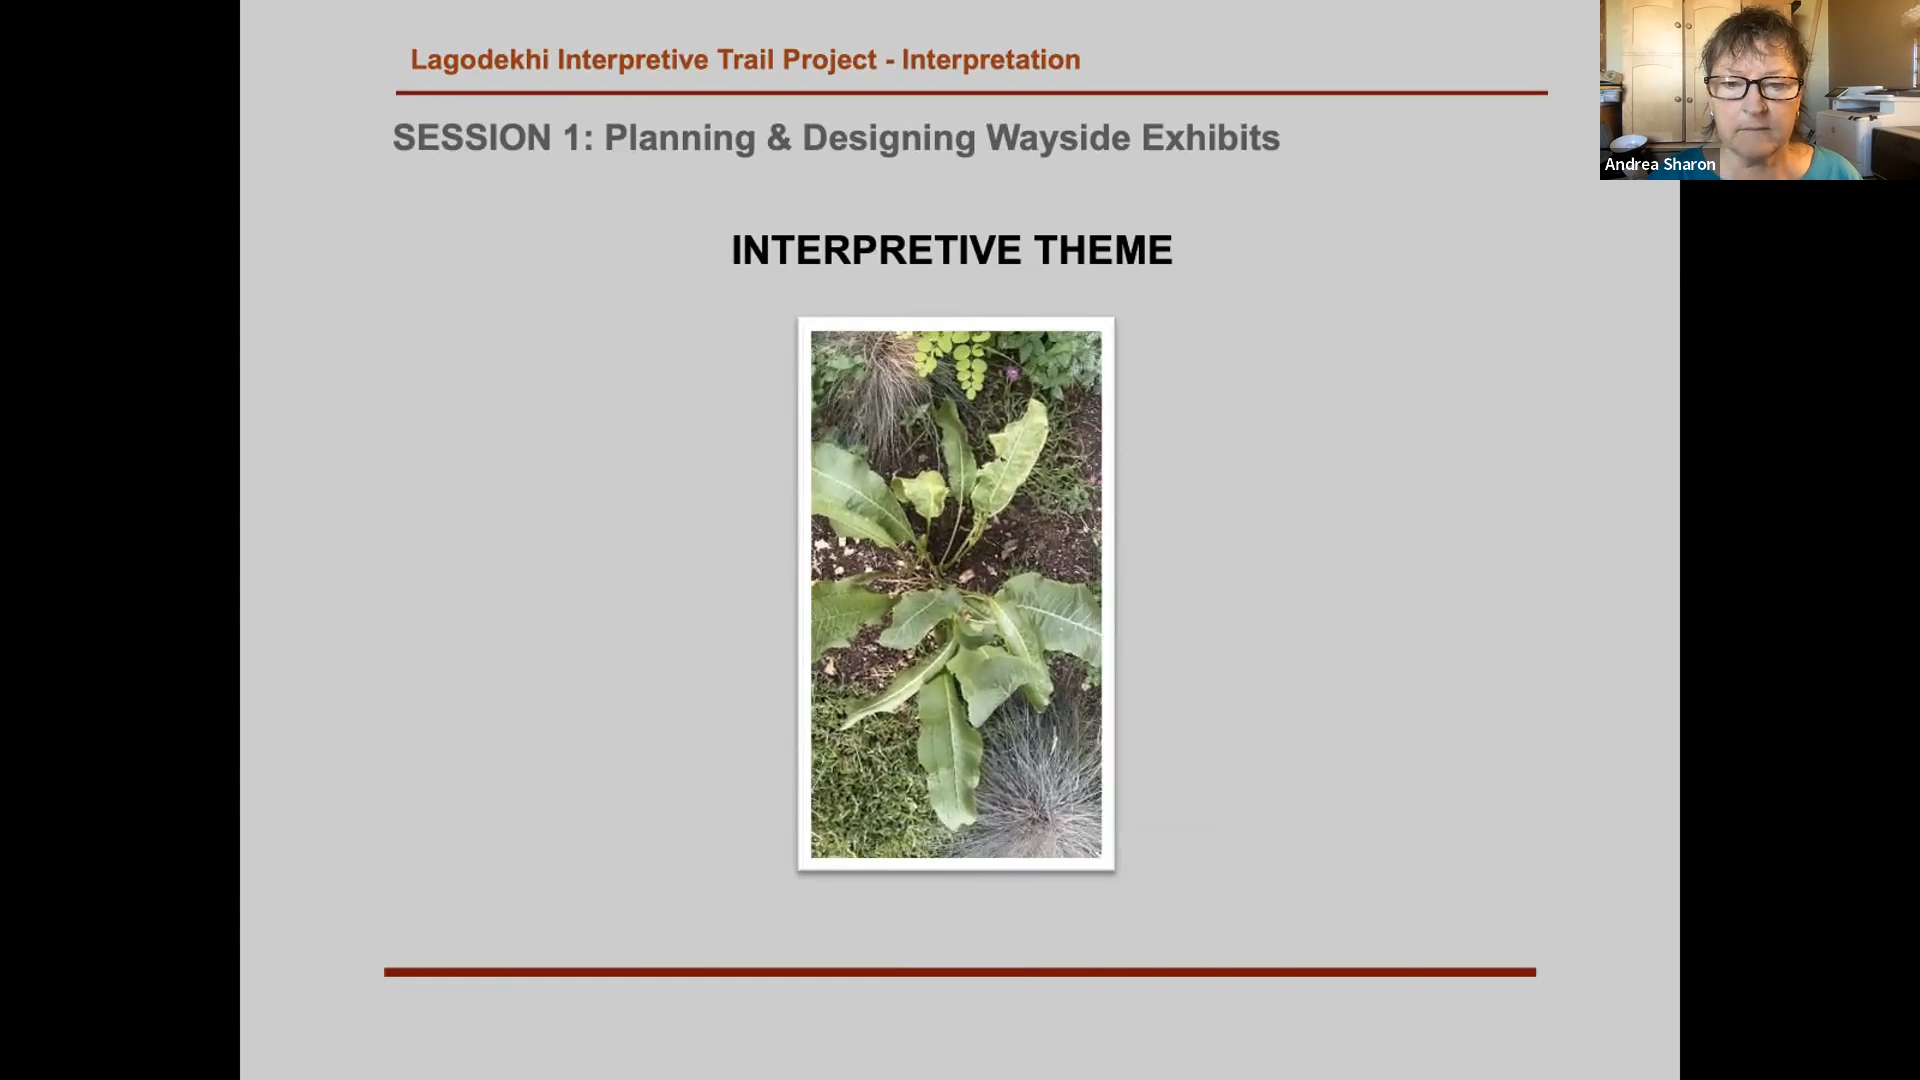 Lagodekhi Interpretive Trail Project - Interpretation
SESSION 1: Planning & Designing Wayside Exhibits
INTERPRETIVE THEME
Andrea Sharon